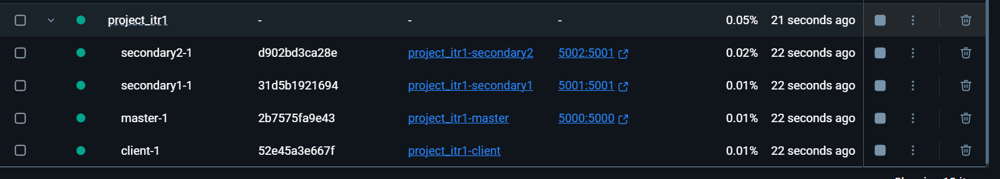 project_itr1 - - - 0.05% 21 seconds ago
secondary2-1 d902bd3ca28e project_itr1-secondary2 5002:5001 0.02% 22 seconds ago
secondary1-1 31d5b1921694 project_itr1-secondary1 5001:5001 0.01% 22 seconds ago
master-1 2b7575fa9e43 project_itr1-master 5000:5000 0.01% 22 seconds ago
client-1 52e45a3e667f project_itr1-client 0.01% 22 seconds ago